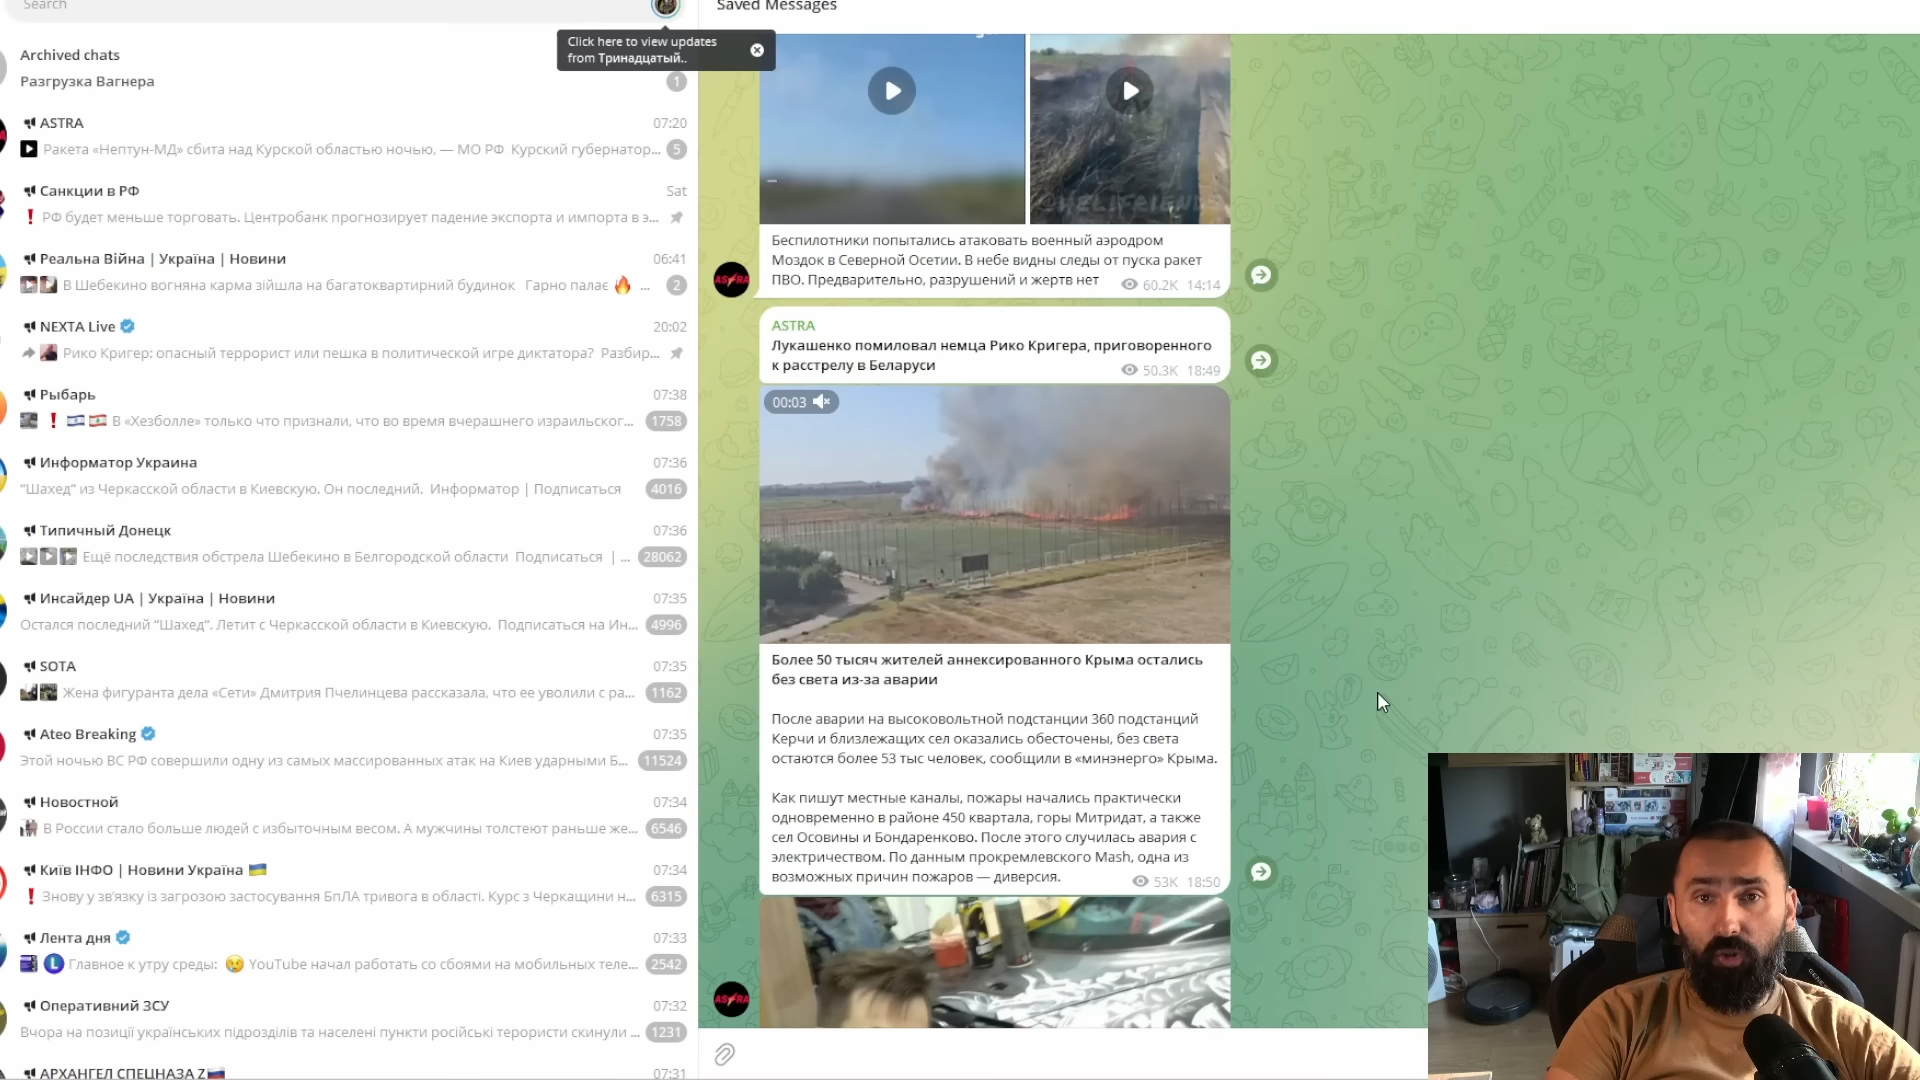 Search
Click here to view updates
from Тринадцатый..
Archived chats
Разгрузка Вагнера
1
ASTRA
07:20
Ракета «Нептун-МД» сбита над Курской областью ночью, — МО РФ Курский губернатор...
5
Санкции в РФ
Sat
РФ будет меньше торговать. Центробанк прогнозирует падение экспорта и импорта в э...
Реальна Війна | Україна | Новини
06:41
В Шебекино вогняна карма зійшла на багатоквартирний будинок Гарно палає 🔥 ...
2
NEXTA Live
20:02
Рико Кригер: опасный террорист или пешка в политической игре диктатора? Разбир...
Рыбарь
07:38
❗ 🇮🇱 🇱🇧 В «Хезболле» только что признали, что во время вчерашнего израильског...
1758
Информатор Украина
07:36
“Шахед” из Черкасской области в Киевскую. Он последний. Информатор | Подписаться
4016
Типичный Донецк
07:36
Ещё последствия обстрела Шебекино в Белгородской области Подписаться | ...
28062
Инсайдер UA | Україна | Новини
07:35
Остался последний “Шахед”. Летит с Черкасской области в Киевскую. Подписаться на Ин...
4996
SOTA
07:35
Жена фигуранта дела «Сети» Дмитрия Пчелинцева рассказала, что ее уволили с ра...
1162
Ateo Breaking
07:35
Этой ночью ВС РФ совершили одну из самых массированных атак на Киев ударными Б...
11524
Новостной
07:34
В России стало больше людей с избыточным весом. А мужчины толстеют раньше же...
6546
Київ ІНФО | Новини Україна 🇺🇦
07:34
❗ Знову у зв'язку із загрозою застосування БпЛА тривога в області. Курс з Черкащини н...
6315
Лента дня
07:33
Главное к утру среды: 😢 YouTube начал работать со сбоями на мобильных теле...
2542
Оперативний ЗСУ
07:32
Вчора на позиції українських підрозділів та населені пункти російські терористи скинули ...
1231
АРХАНГЕЛ СПЕЦНАЗА Z🇷🇺
07:31
Saved Messages
HELIFRIEND
Беспилотники попытались атаковать военный аэродром
Моздок в Северной Осетии. В небе видны следы от пуска ракет
ПВО. Предварительно, разрушений и жертв нет
60.2K 14:14
ASTRA
ASTRA
Лукашенко помиловал немца Рико Кригера, приговоренного
к расстрелу в Беларуси
50.3K 18:49
00:03
Более 50 тысяч жителей аннексированного Крыма остались
без света из-за аварии
После аварии на высоковольтной подстанции 360 подстанций
Керчи и близлежащих сел оказались обесточены, без света
остаются более 53 тыс человек, сообщили в «минэнерго» Крыма.
Как пишут местные каналы, пожары начались практически
одновременно в районе 450 квартала, горы Митридат, а также
сел Осовины и Бондаренково. После этого случилась авария с
электричеством. По данным прокремлевского Mash, одна из
возможных причин пожаров — диверсия.
53K 18:50
ASTRA